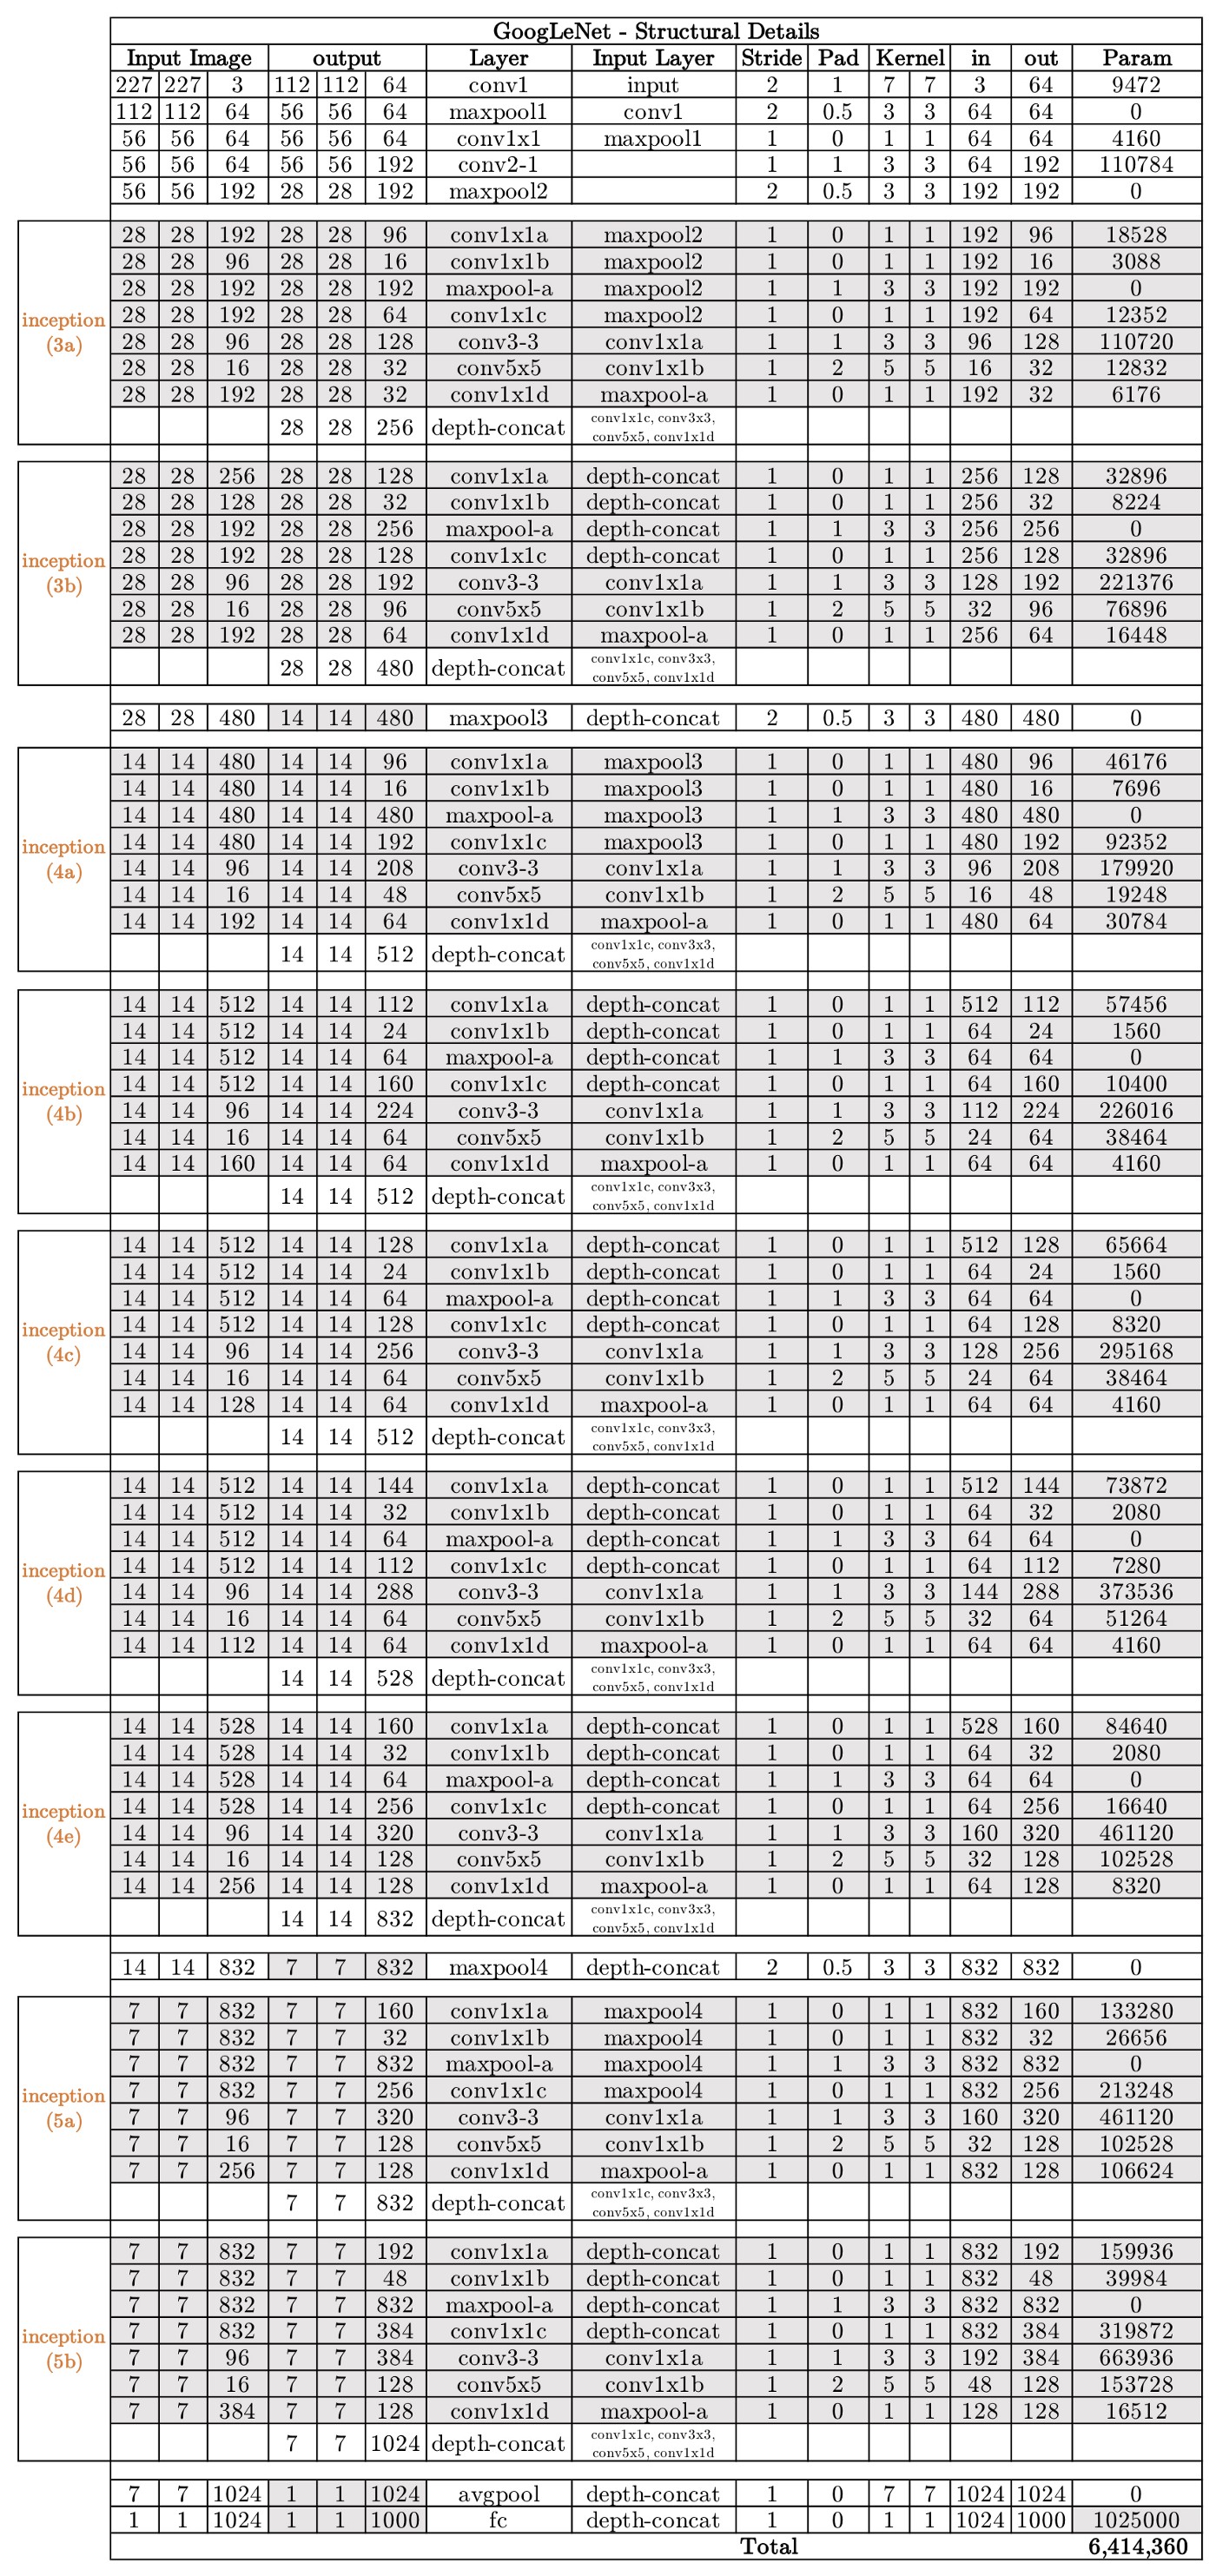 GoogLeNet - Structural Details
Input Image output Layer Input Layer Stride Pad Kernel in out Param
227 227 3 112 112 64 conv1 input 2 1 7 7 3 64 9472
112 112 64 56 56 64 maxpool1 conv1 2 0.5 3 3 64 64 0
56 56 64 56 56 64 conv1x1 maxpool1 1 0 1 1 64 64 4160
56 56 64 56 56 192 conv2-1 1 1 3 3 64 192 110784
56 56 192 28 28 192 maxpool2 2 0.5 3 3 192 192 0
inception
(3a)
28 28 192 28 28 96 conv1x1a maxpool2 1 0 1 1 192 96 18528
28 28 96 28 28 16 conv1x1b maxpool2 1 0 1 1 192 16 3088
28 28 192 28 28 192 maxpool-a maxpool2 1 1 3 3 192 192 0
28 28 192 28 28 64 conv1x1c maxpool2 1 0 1 1 192 64 12352
28 28 96 28 28 128 conv3-3 conv1x1a 1 1 3 3 96 128 110720
28 28 16 28 28 32 conv5x5 conv1x1b 1 2 5 5 16 32 12832
28 28 192 28 28 32 conv1x1d maxpool-a 1 0 1 1 192 32 6176
28 28 256 depth-concat conv1x1c, conv3x3,
conv5x5, conv1x1d
inception
(3b)
28 28 256 28 28 128 conv1x1a depth-concat 1 0 1 1 256 128 32896
28 28 128 28 28 32 conv1x1b depth-concat 1 0 1 1 256 32 8224
28 28 192 28 28 256 maxpool-a depth-concat 1 1 3 3 256 256 0
28 28 192 28 28 128 conv1x1c depth-concat 1 0 1 1 256 128 32896
28 28 96 28 28 192 conv3-3 conv1x1a 1 1 3 3 128 192 221376
28 28 16 28 28 96 conv5x5 conv1x1b 1 2 5 5 32 96 76896
28 28 192 28 28 64 conv1x1d maxpool-a 1 0 1 1 256 64 16448
28 28 480 depth-concat conv1x1c, conv3x3,
conv5x5, conv1x1d
28 28 480 14 14 480 maxpool3 depth-concat 2 0.5 3 3 480 480 0
inception
(4a)
14 14 480 14 14 96 conv1x1a maxpool3 1 0 1 1 480 96 46176
14 14 480 14 14 16 conv1x1b maxpool3 1 0 1 1 480 16 7696
14 14 480 14 14 480 maxpool-a maxpool3 1 1 3 3 480 480 0
14 14 480 14 14 192 conv1x1c maxpool3 1 0 1 1 480 192 92352
14 14 96 14 14 208 conv3-3 conv1x1a 1 1 3 3 96 208 179920
14 14 16 14 14 48 conv5x5 conv1x1b 1 2 5 5 16 48 19248
14 14 192 14 14 64 conv1x1d maxpool-a 1 0 1 1 480 64 30784
14 14 512 depth-concat conv1x1c, conv3x3,
conv5x5, conv1x1d
inception
(4b)
14 14 512 14 14 112 conv1x1a depth-concat 1 0 1 1 512 112 57456
14 14 512 14 14 24 conv1x1b depth-concat 1 0 1 1 64 24 1560
14 14 512 14 14 64 maxpool-a depth-concat 1 1 3 3 64 64 0
14 14 512 14 14 160 conv1x1c depth-concat 1 0 1 1 64 160 10400
14 14 96 14 14 224 conv3-3 conv1x1a 1 1 3 3 112 224 226016
14 14 16 14 14 64 conv5x5 conv1x1b 1 2 5 5 24 64 38464
14 14 160 14 14 64 conv1x1d maxpool-a 1 0 1 1 64 64 4160
14 14 512 depth-concat conv1x1c, conv3x3,
conv5x5, conv1x1d
inception
(4c)
14 14 512 14 14 128 conv1x1a depth-concat 1 0 1 1 512 128 65664
14 14 512 14 14 24 conv1x1b depth-concat 1 0 1 1 64 24 1560
14 14 512 14 14 64 maxpool-a depth-concat 1 1 3 3 64 64 0
14 14 512 14 14 128 conv1x1c depth-concat 1 0 1 1 64 128 8320
14 14 96 14 14 256 conv3-3 conv1x1a 1 1 3 3 128 256 295168
14 14 16 14 14 64 conv5x5 conv1x1b 1 2 5 5 24 64 38464
14 14 128 14 14 64 conv1x1d maxpool-a 1 0 1 1 64 64 4160
14 14 512 depth-concat conv1x1c, conv3x3,
conv5x5, conv1x1d
inception
(4d)
14 14 512 14 14 144 conv1x1a depth-concat 1 0 1 1 512 144 73872
14 14 512 14 14 32 conv1x1b depth-concat 1 0 1 1 64 32 2080
14 14 512 14 14 64 maxpool-a depth-concat 1 1 3 3 64 64 0
14 14 512 14 14 112 conv1x1c depth-concat 1 0 1 1 64 112 7280
14 14 96 14 14 288 conv3-3 conv1x1a 1 1 3 3 144 288 373536
14 14 16 14 14 64 conv5x5 conv1x1b 1 2 5 5 32 64 51264
14 14 112 14 14 64 conv1x1d maxpool-a 1 0 1 1 64 64 4160
14 14 528 depth-concat conv1x1c, conv3x3,
conv5x5, conv1x1d
inception
(4e)
14 14 528 14 14 160 conv1x1a depth-concat 1 0 1 1 528 160 84640
14 14 528 14 14 32 conv1x1b depth-concat 1 0 1 1 64 32 2080
14 14 528 14 14 64 maxpool-a depth-concat 1 1 3 3 64 64 0
14 14 528 14 14 256 conv1x1c depth-concat 1 0 1 1 64 256 16640
14 14 96 14 14 320 conv3-3 conv1x1a 1 1 3 3 160 320 461120
14 14 16 14 14 128 conv5x5 conv1x1b 1 2 5 5 32 128 102528
14 14 256 14 14 128 conv1x1d maxpool-a 1 0 1 1 64 128 8320
14 14 832 depth-concat conv1x1c, conv3x3,
conv5x5, conv1x1d
14 14 832 7 7 832 maxpool4 depth-concat 2 0.5 3 3 832 832 0
inception
(5a)
7 7 832 7 7 160 conv1x1a maxpool4 1 0 1 1 832 160 133280
7 7 832 7 7 32 conv1x1b maxpool4 1 0 1 1 832 32 26656
7 7 832 7 7 832 maxpool-a maxpool4 1 1 3 3 832 832 0
7 7 832 7 7 256 conv1x1c maxpool4 1 0 1 1 832 256 213248
7 7 96 7 7 320 conv3-3 conv1x1a 1 1 3 3 160 320 461120
7 7 16 7 7 128 conv5x5 conv1x1b 1 2 5 5 32 128 102528
7 7 256 7 7 128 conv1x1d maxpool-a 1 0 1 1 832 128 106624
7 7 832 depth-concat conv1x1c, conv3x3,
conv5x5, conv1x1d
inception
(5b)
7 7 832 7 7 192 conv1x1a depth-concat 1 0 1 1 832 192 159936
7 7 832 7 7 48 conv1x1b depth-concat 1 0 1 1 832 48 39984
7 7 832 7 7 832 maxpool-a depth-concat 1 1 3 3 832 832 0
7 7 832 7 7 384 conv1x1c depth-concat 1 0 1 1 832 384 319872
7 7 96 7 7 384 conv3-3 conv1x1a 1 1 3 3 192 384 663936
7 7 16 7 7 128 conv5x5 conv1x1b 1 2 5 5 48 128 153728
7 7 384 7 7 128 conv1x1d maxpool-a 1 0 1 1 128 128 16512
7 7 1024 depth-concat conv1x1c, conv3x3,
conv5x5, conv1x1d
7 7 1024 1 1 1024 avgpool depth-concat 1 0 7 7 1024 1024 0
1 1 1024 1 1 1000 fc depth-concat 1 0 1 1 1024 1000 1025000
Total 6,414,360